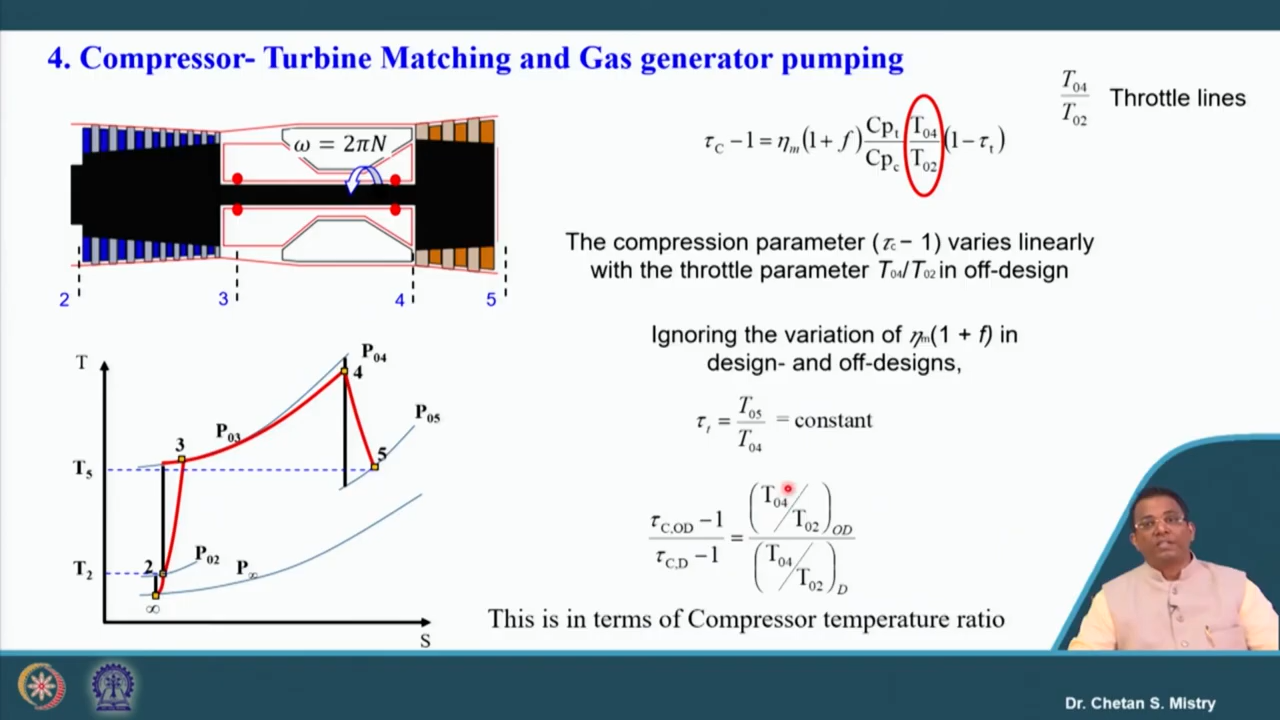 4. Compressor- Turbine Matching and Gas generator pumping
T04/T02 Throttle lines
ω = 2πN
τC − 1 = ηm(1 + f) Cpt/Cpc (T04/T02) (1 − τt)
2 3 4 5
The compression parameter (τc − 1) varies linearly
with the throttle parameter T04/T02 in off-design
Ignoring the variation of ηm(1 + f) in
design- and off-designs,
τt = T05/T04 = constant
(τC,OD − 1)/(τC,D − 1) = (T04/T02)OD/(T04/T02)D
This is in terms of Compressor temperature ratio
T
P04
4
P05
P03
3
5
T5
P02
P∞
2
T2
∞
S
Dr. Chetan S. Mistry